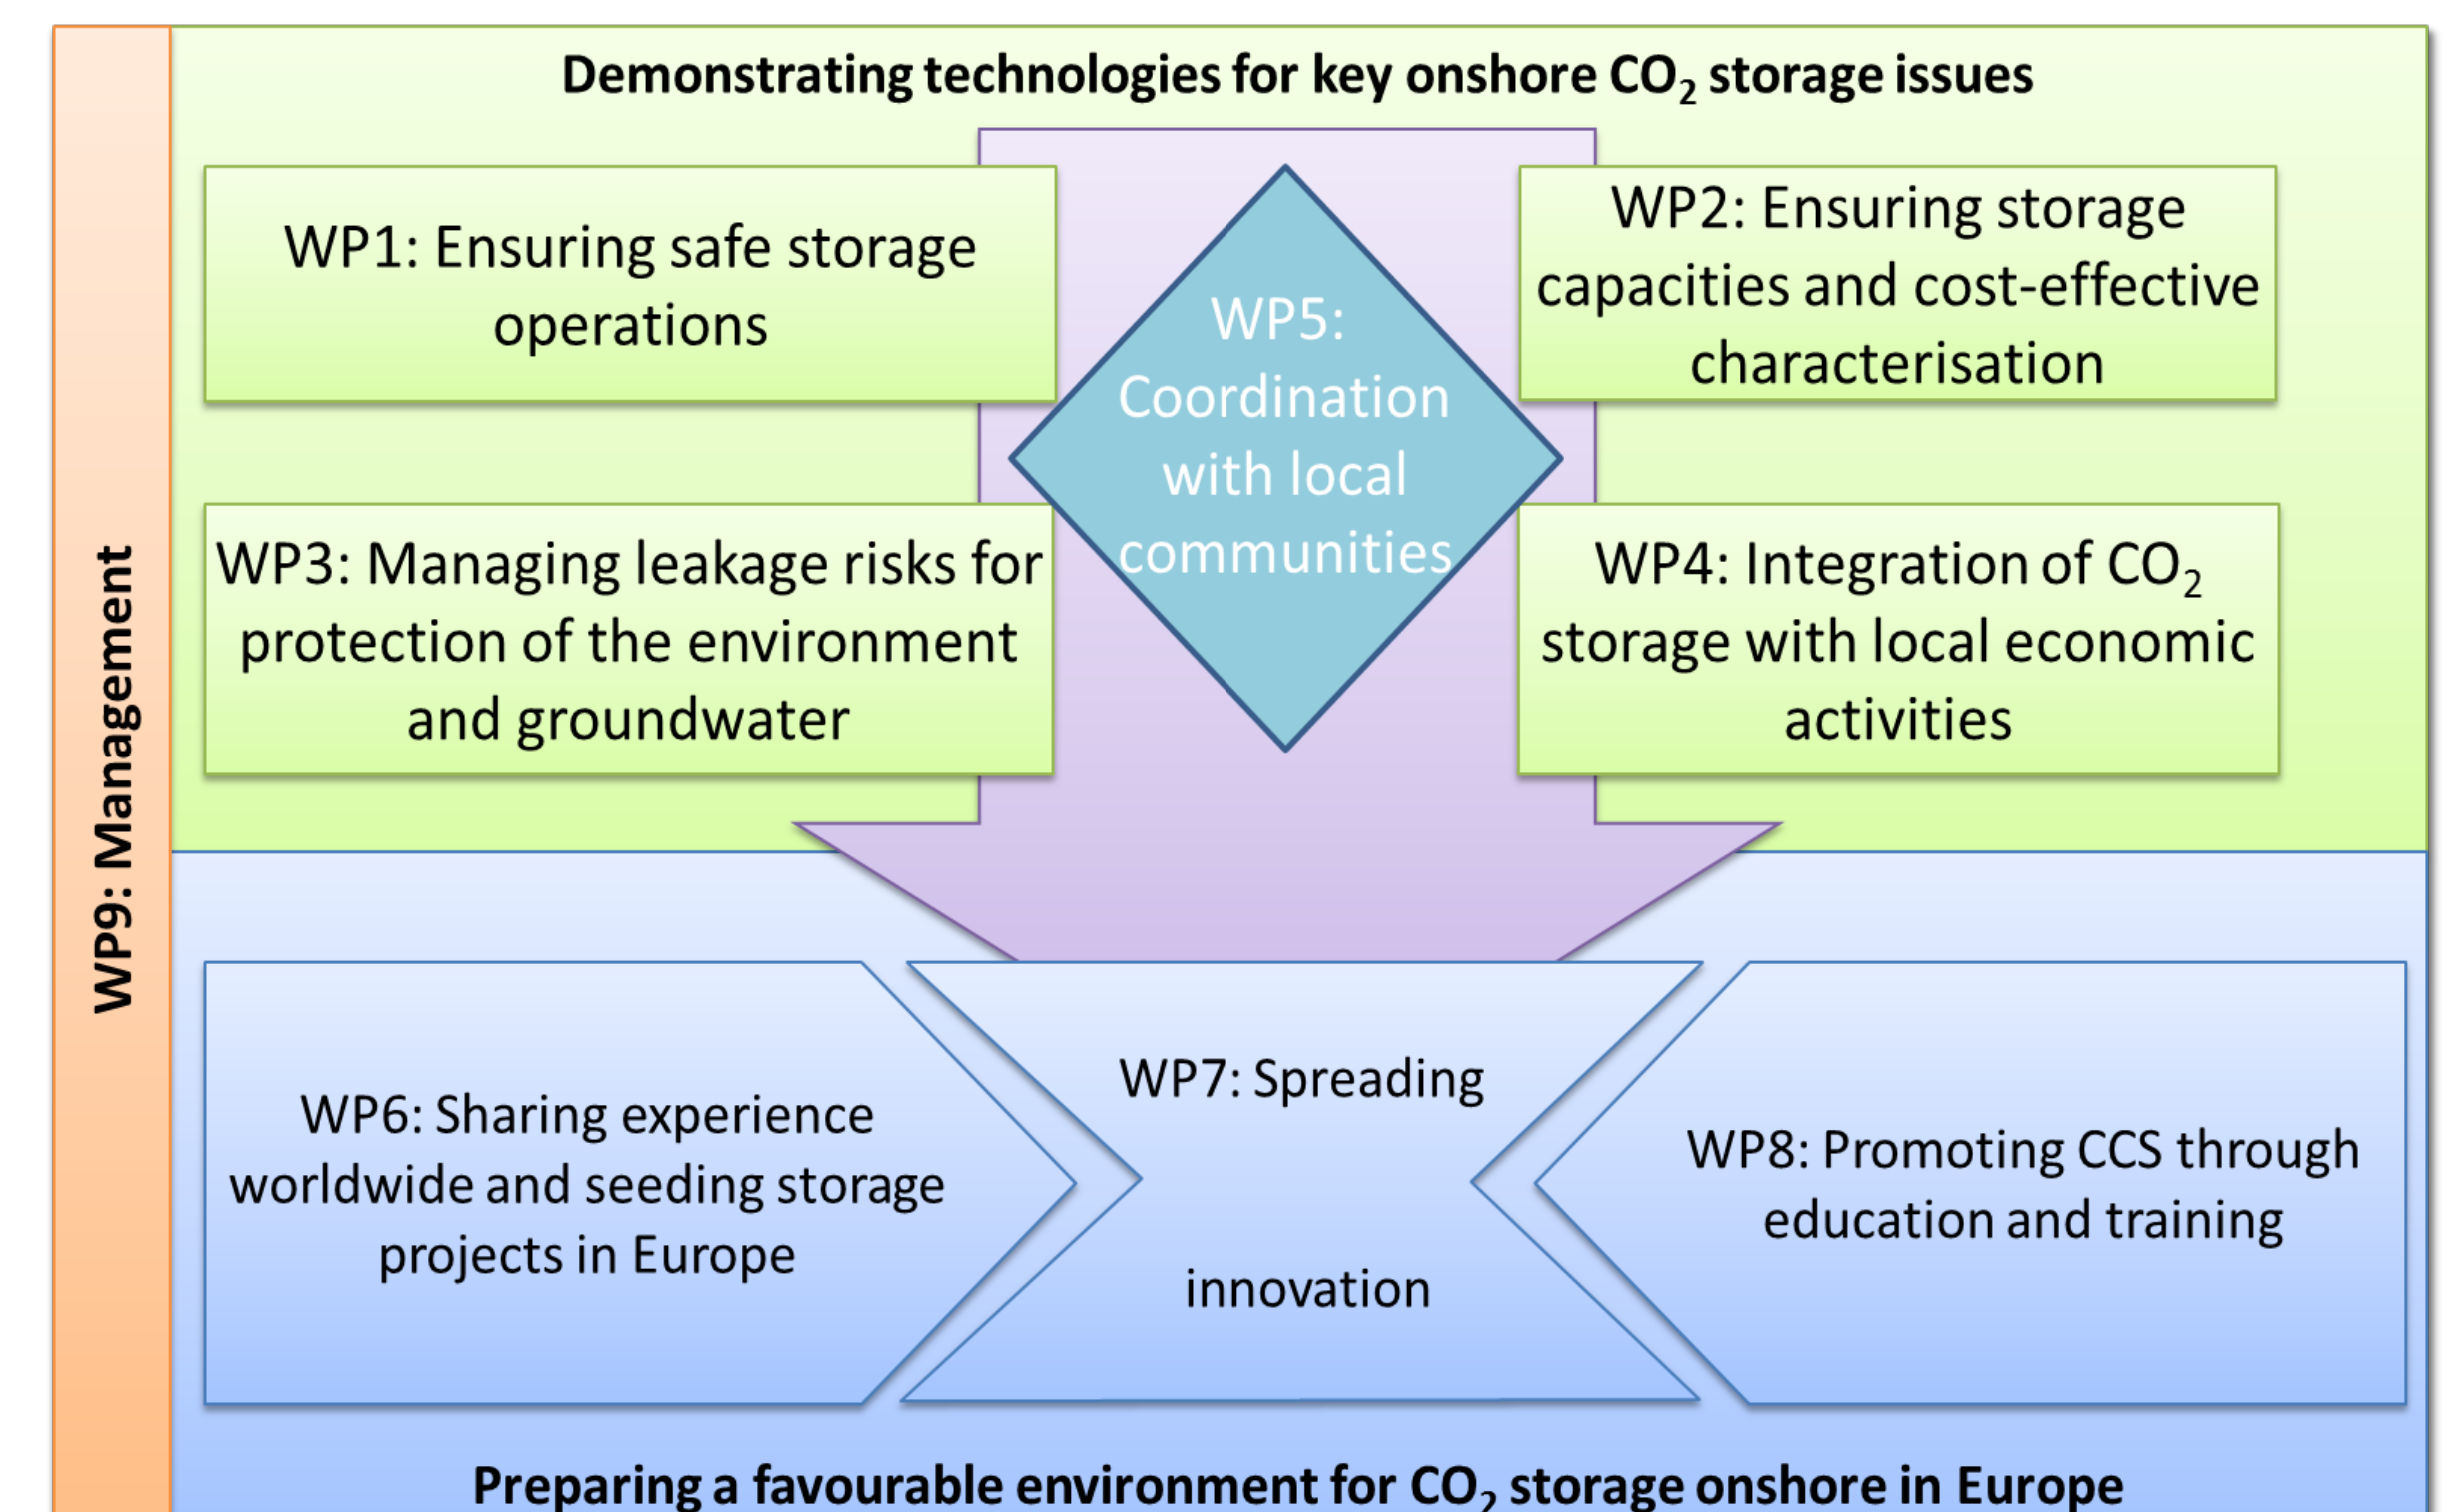 Demonstrating technologies for key onshore CO₂ storage issues
WP1: Ensuring safe storage
operations
WP2: Ensuring storage
capacities and cost-effective
characterisation
WP5:
Coordination
with local
communities
WP3: Managing leakage risks for
protection of the environment
and groundwater
WP4: Integration of CO₂
storage with local economic
activities
WP9: Management
WP6: Sharing experience
worldwide and seeding storage
projects in Europe
WP7: Spreading
innovation
WP8: Promoting CCS through
education and training
Preparing a favourable environment for CO₂ storage onshore in Europe